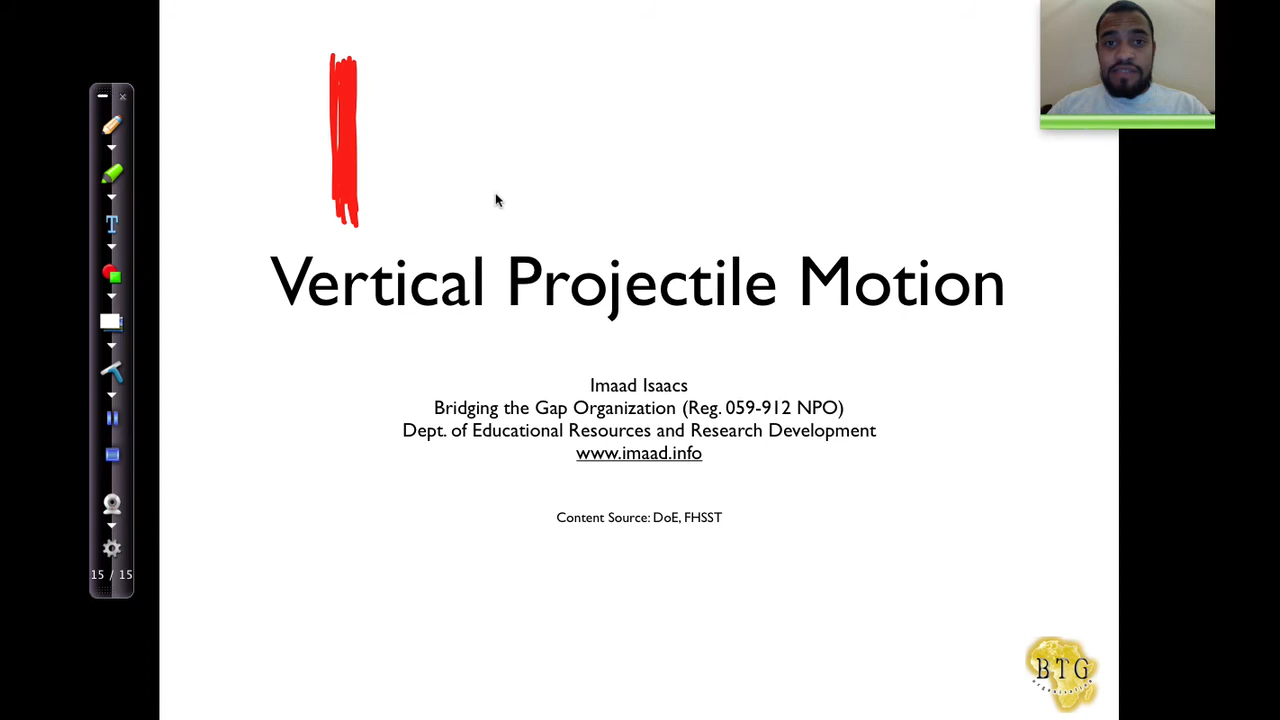 Vertical Projectile Motion
Imaad Isaacs
Bridging the Gap Organization (Reg. 059-912 NPO)
Dept. of Educational Resources and Research Development
www.imaad.info
Content Source: DoE, FHSST
T
15 / 15
BTG